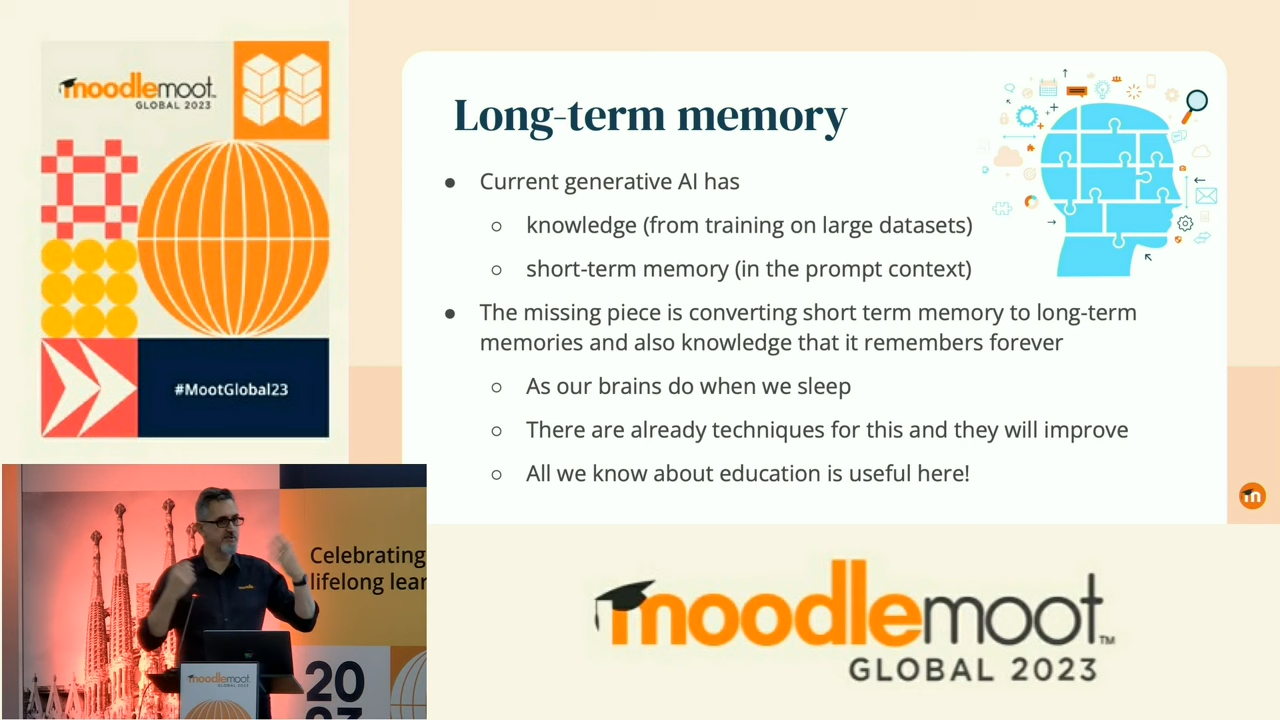 moodlemoot
GLOBAL 2023
#MootGlobal23
Long-term memory
● Current generative AI has
○ knowledge (from training on large datasets)
○ short-term memory (in the prompt context)
● The missing piece is converting short term memory to long-term
memories and also knowledge that it remembers forever
○ As our brains do when we sleep
○ There are already techniques for this and they will improve
○ All we know about education is useful here!
m
Celebrating
lifelong lear
moodlemoot
GLOBAL 2023
20
23
moodlemoot™
GLOBAL 2023